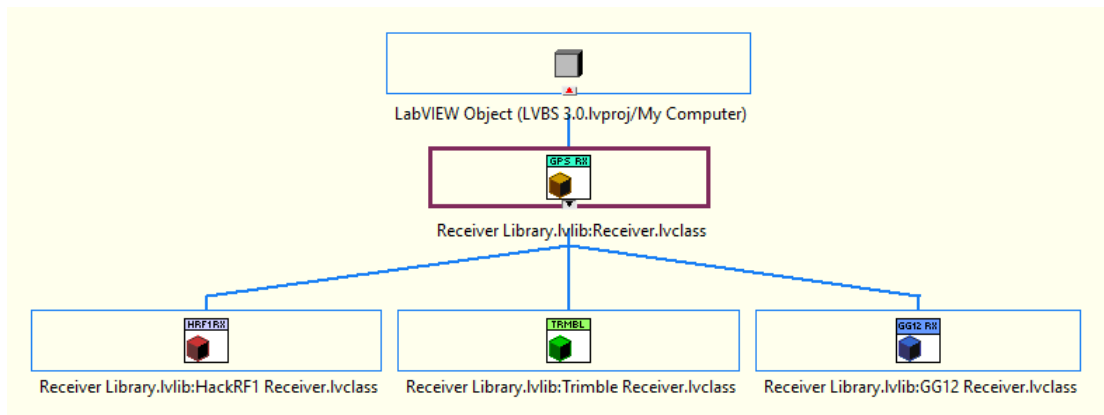 LabVIEW Object (LVBS 3.0.lvproj/My Computer)
GPS RX
Receiver Library.lvlib:Receiver.lvclass
HRF1RX
TRMBL
GG12 RX
Receiver Library.lvlib:HackRF1 Receiver.lvclass
Receiver Library.lvlib:Trimble Receiver.lvclass
Receiver Library.lvlib:GG12 Receiver.lvclass